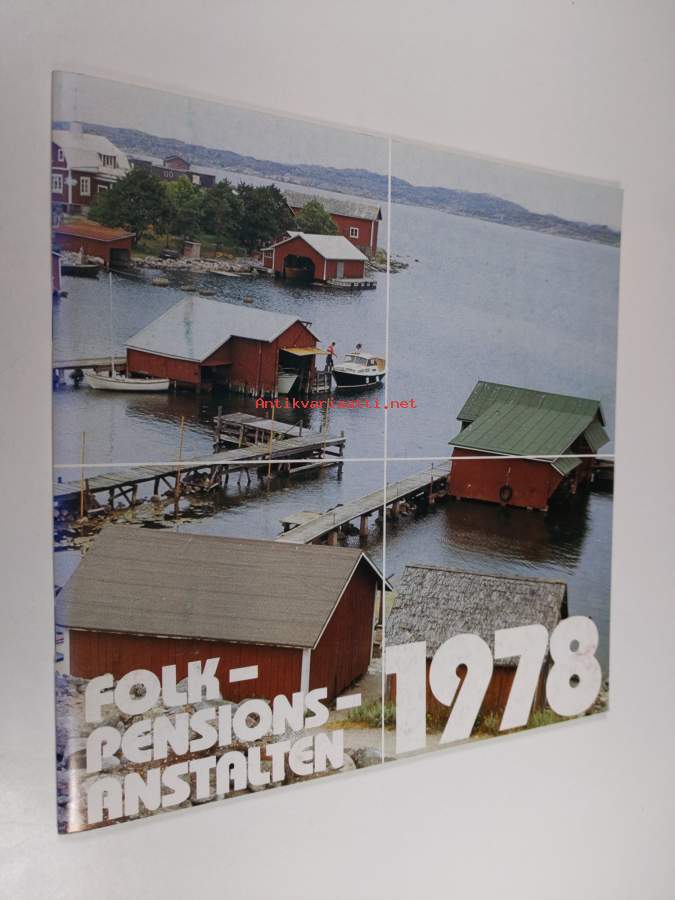 Antikvariaatti.net
FOLK-
PENSIONS-
ANSTALTEN
1978